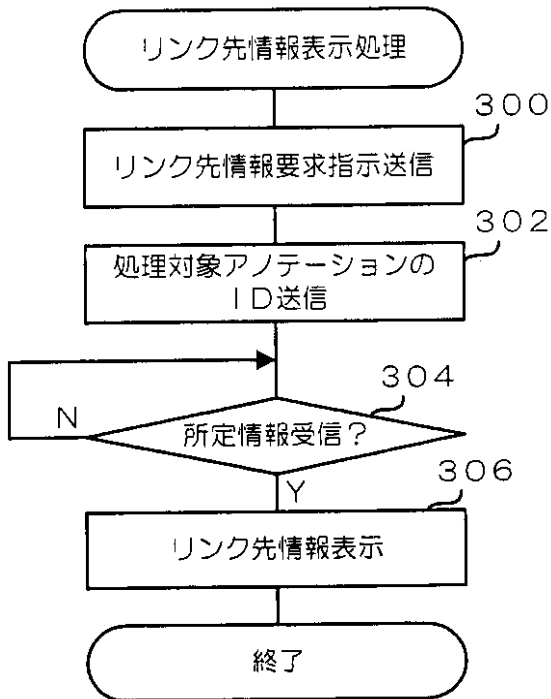 リンク先情報表示処理
300
リンク先情報要求指示送信
302
処理対象アノテーションの
ID送信
304
所定情報受信？
N
Y
306
リンク先情報表示
終了